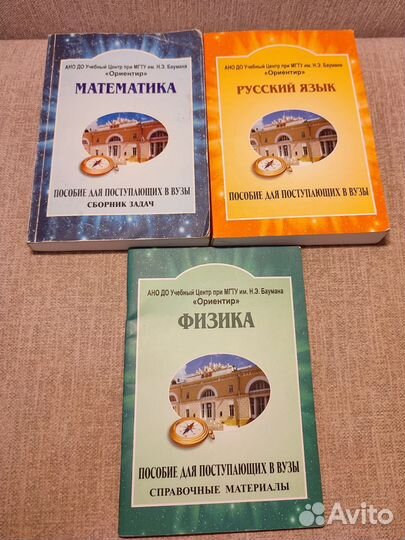 АНО ДО Учебный Центр при МГТУ им. Н.Э. Баумана
«Ориентир»
МАТЕМАТИКА
ПОСОБИЕ ДЛЯ ПОСТУПАЮЩИХ В ВУЗЫ
СБОРНИК ЗАДАЧ
АНО ДО Учебный Центр при МГТУ им. Н.Э. Баумана
«Ориентир»
РУССКИЙ ЯЗЫК
ПОСОБИЕ ДЛЯ ПОСТУПАЮЩИХ В ВУЗЫ
АНО ДО Учебный Центр при МГТУ им. Н.Э. Баумана
«Ориентир»
ФИЗИКА
ПОСОБИЕ ДЛЯ ПОСТУПАЮЩИХ В ВУЗЫ
СПРАВОЧНЫЕ МАТЕРИАЛЫ
Avito